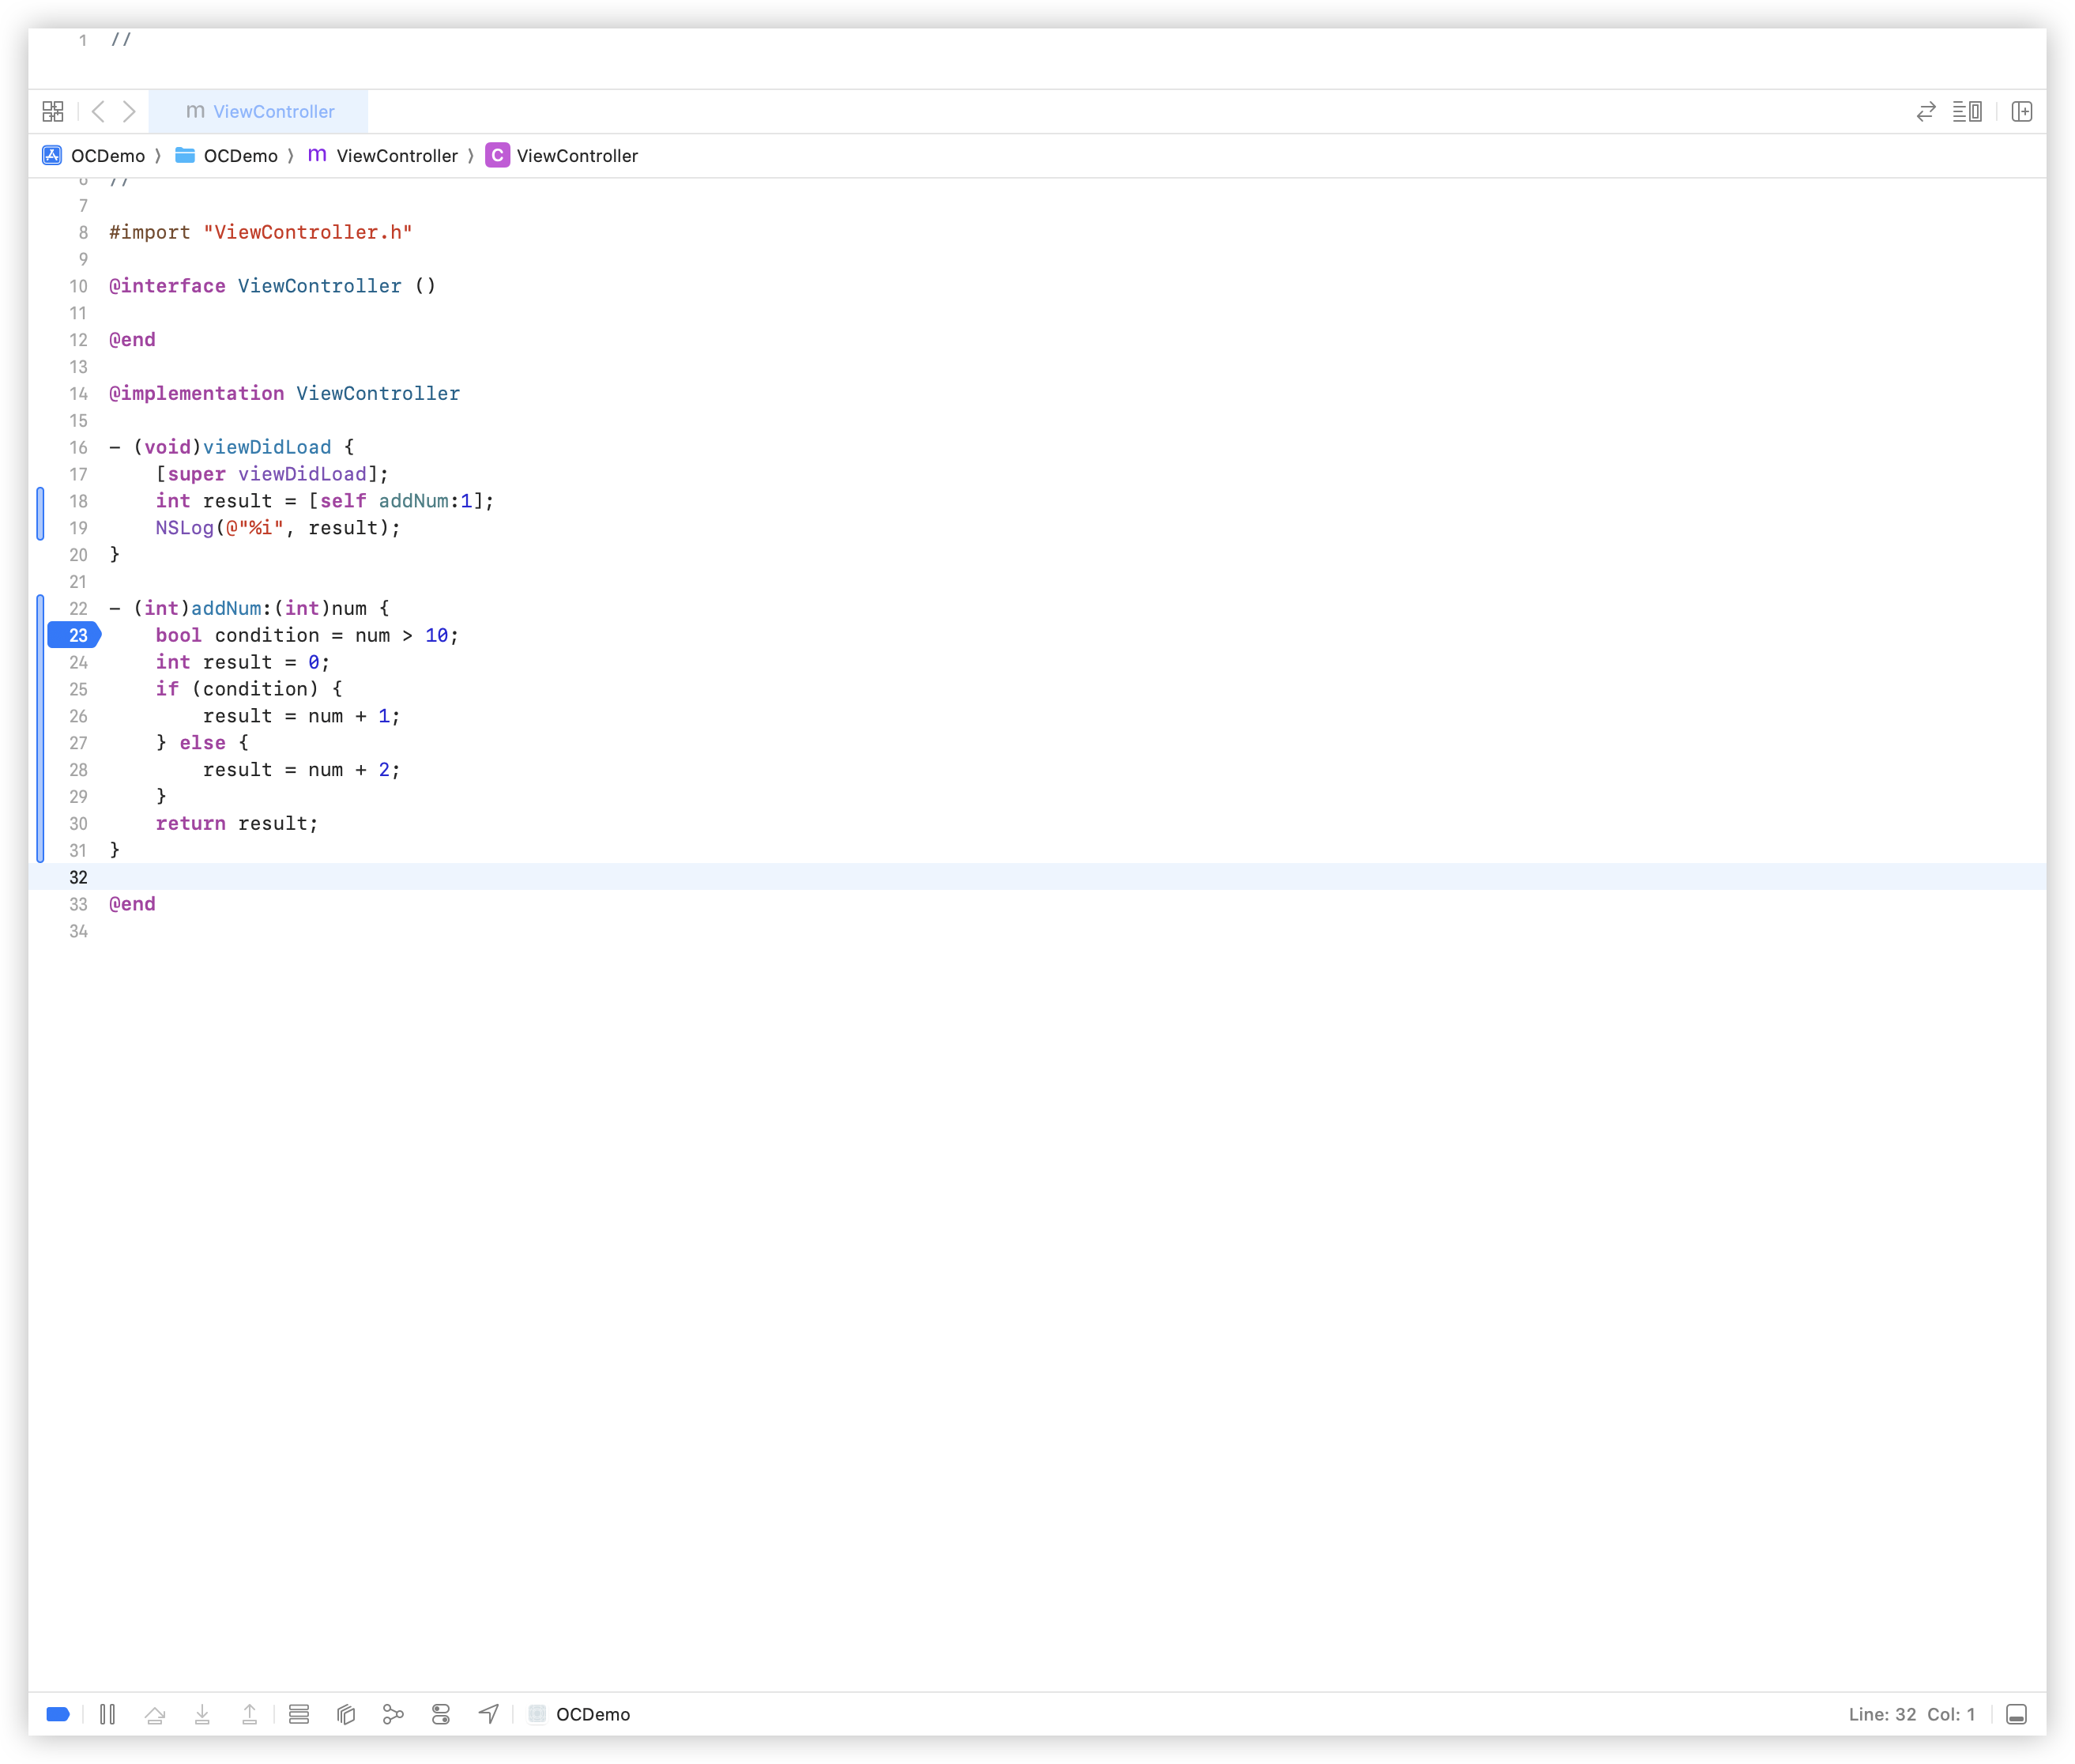 1 //
m ViewController
OCDemo 〉 OCDemo 〉 m ViewController 〉 C ViewController
6 //
7
8 #import "ViewController.h"
9
10 @interface ViewController ()
11
12 @end
13
14 @implementation ViewController
15
16 - (void)viewDidLoad {
17     [super viewDidLoad];
18     int result = [self addNum:1];
19     NSLog(@"%i", result);
20 }
21
22 - (int)addNum:(int)num {
23     bool condition = num > 10;
24     int result = 0;
25     if (condition) {
26         result = num + 1;
27     } else {
28         result = num + 2;
29     }
30     return result;
31 }
32
33 @end
34
OCDemo
Line: 32 Col: 1